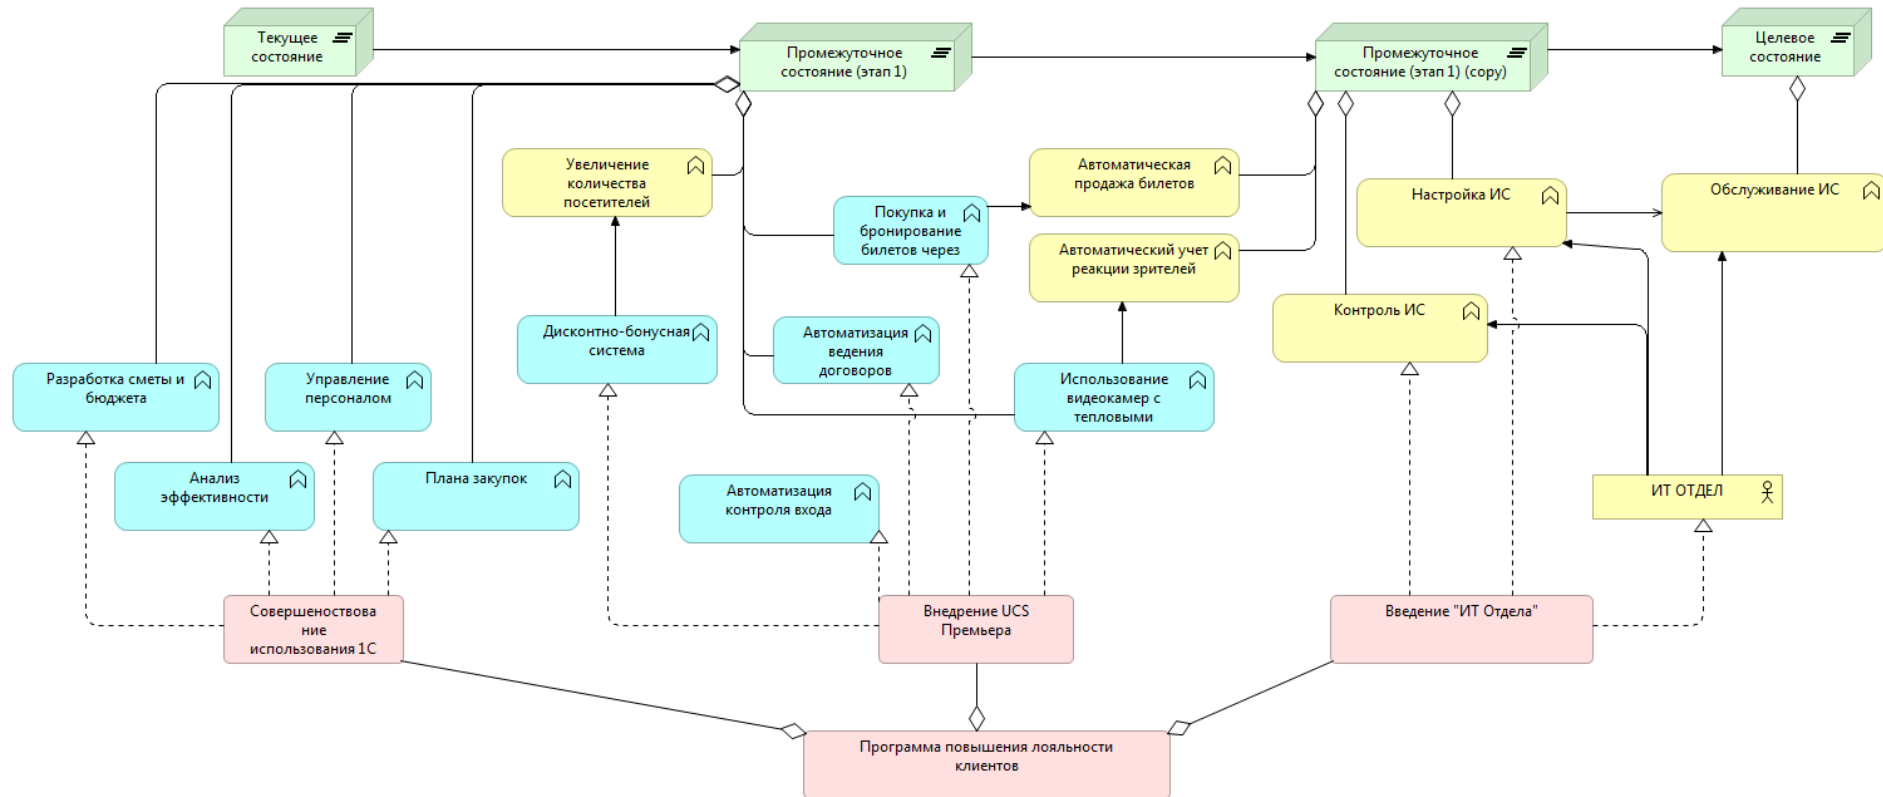 Текущее
состояние
Промежуточное
состояние (этап 1)
Промежуточное
состояние (этап 1) (copy)
Целевое
состояние
Увеличение
количества
посетителей
Автоматическая
продажа билетов
Покупка и
бронирование
билетов через
Настройка ИС
Обслуживание ИС
Автоматический учет
реакции зрителей
Контроль ИС
Дисконтно-бонусная
система
Автоматизация
ведения
договоров
Разработка сметы и
бюджета
Управление
персоналом
Использование
видеокамер с
тепловыми
Анализ
эффективности
Плана закупок
Автоматизация
контроля входа
ИТ ОТДЕЛ
Совершеноствова
ние
использования 1С
Внедрение UCS
Премьера
Введение "ИТ Отдела"
Программа повышения лояльности
клиентов